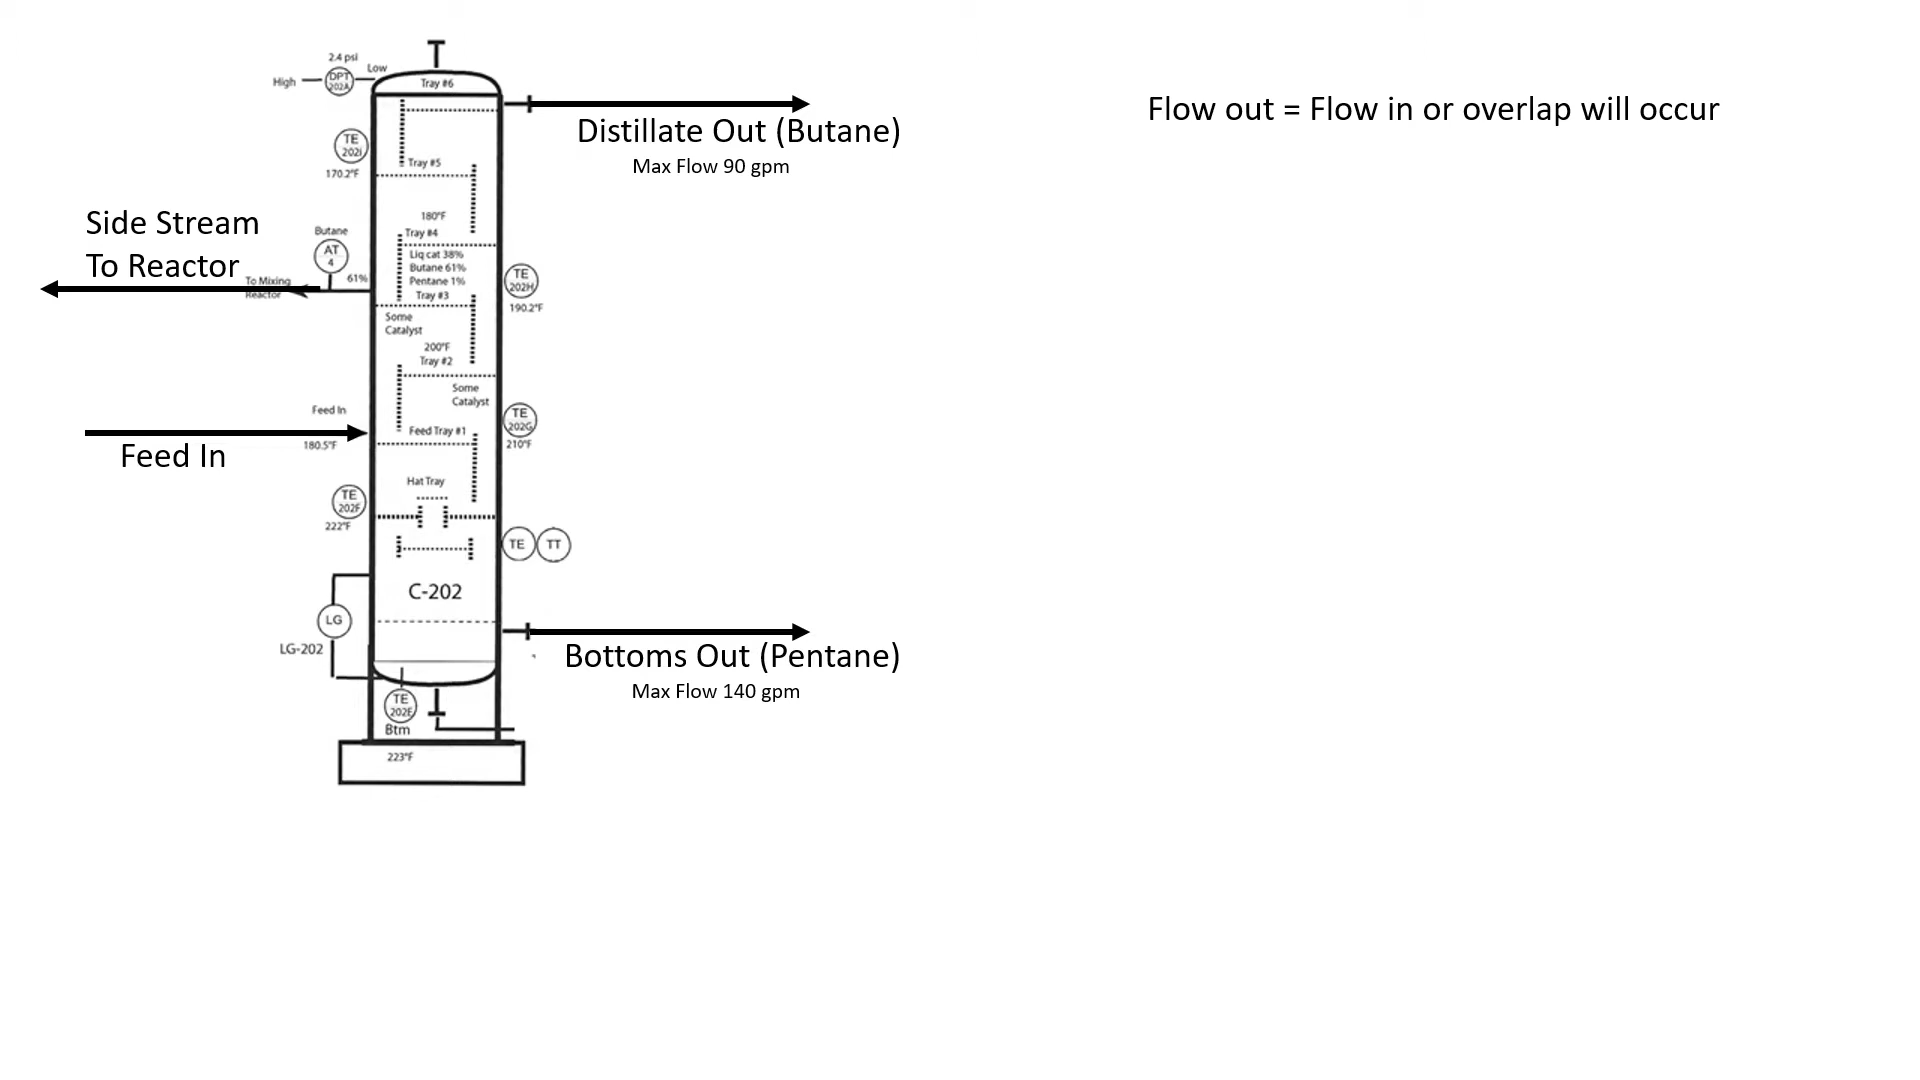 2.4 psi
Low
High
DPT
202A
Tray #6
Flow out = Flow in or overlap will occur
Distillate Out (Butane)
Max Flow 90 gpm
TE
202I
Tray #5
170.2°F
Side Stream
To Reactor
180°F
Butane
Tray #4
AT
4
61%
Liq cat 38%
Butane 61%
Pentane 1%
Tray #3
TE
202H
190.2°F
To Mixing
Reactor
Some
Catalyst
200°F
Tray #2
Some
Catalyst
Feed In
TE
202G
210°F
Feed Tray #1
180.5°F
Feed In
Hat Tray
TE
202F
222°F
TE
TT
C-202
LG
LG-202
Bottoms Out (Pentane)
Max Flow 140 gpm
TE
202E
Btm
223°F